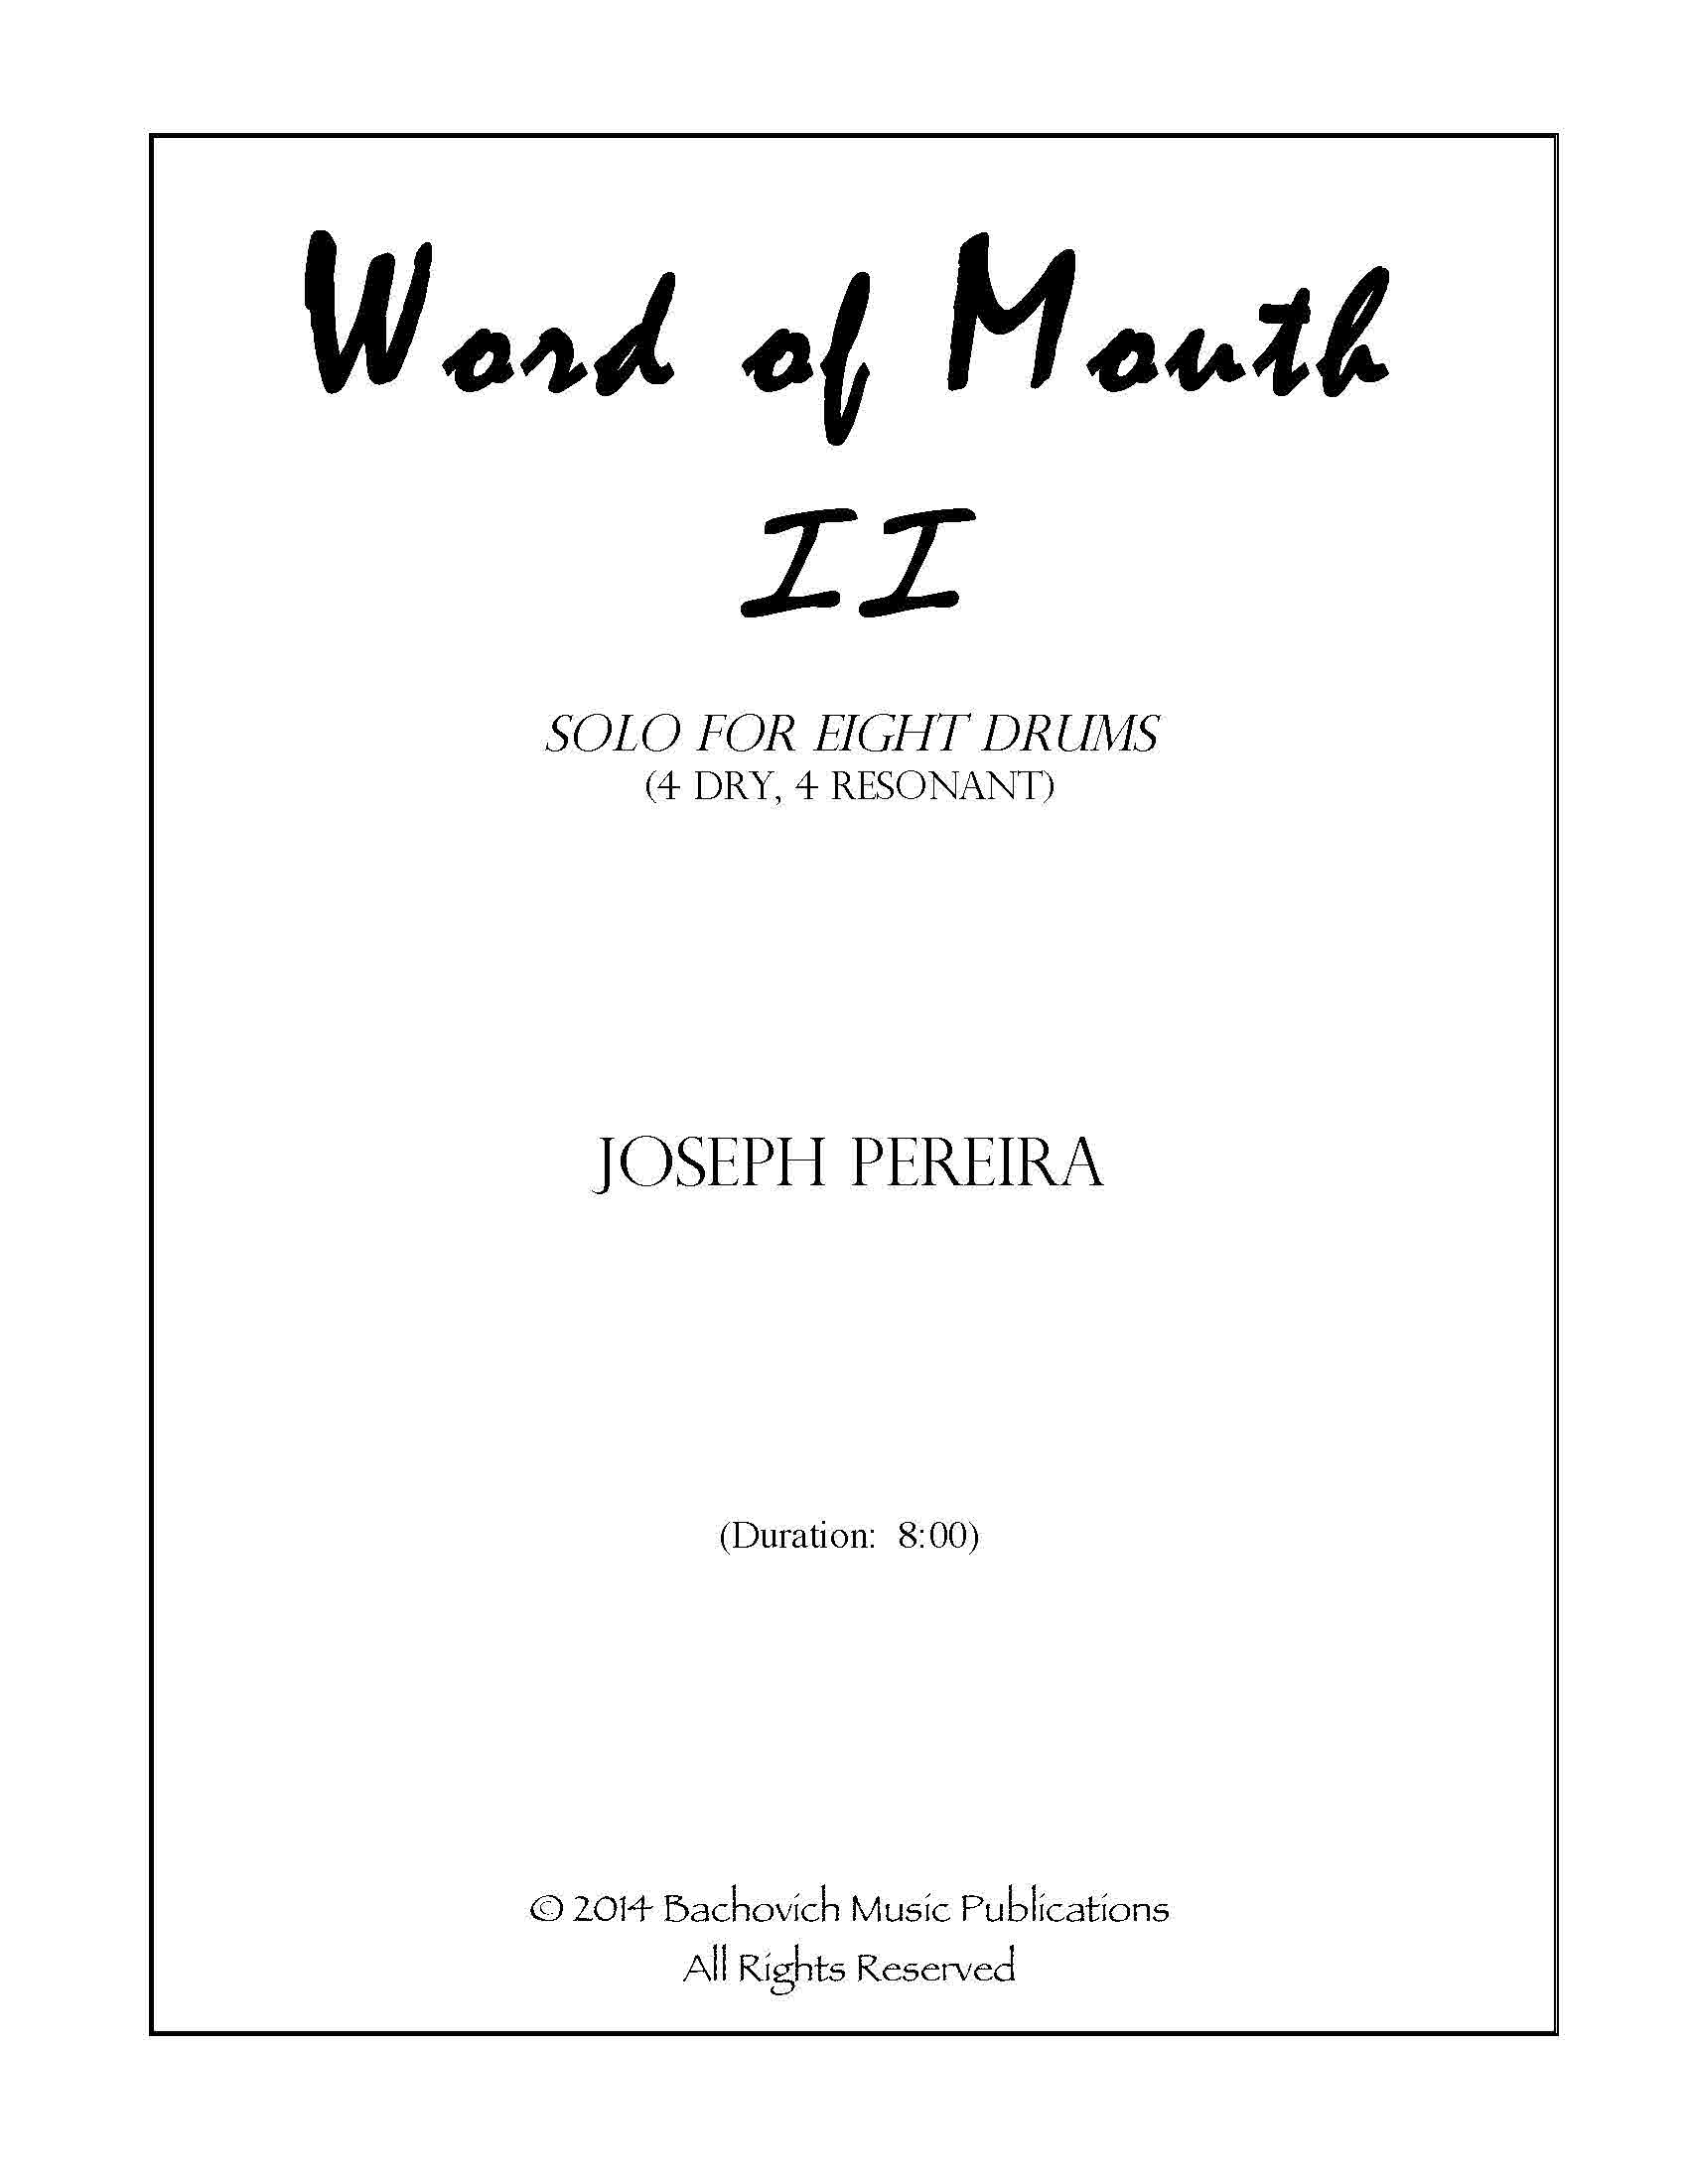 Word of Mouth
II
SOLO FOR EIGHT DRUMS
(4 DRY, 4 RESONANT)
JOSEPH PEREIRA
(Duration: 8:00)
© 2014 Bachovich Music Publications
All Rights Reserved